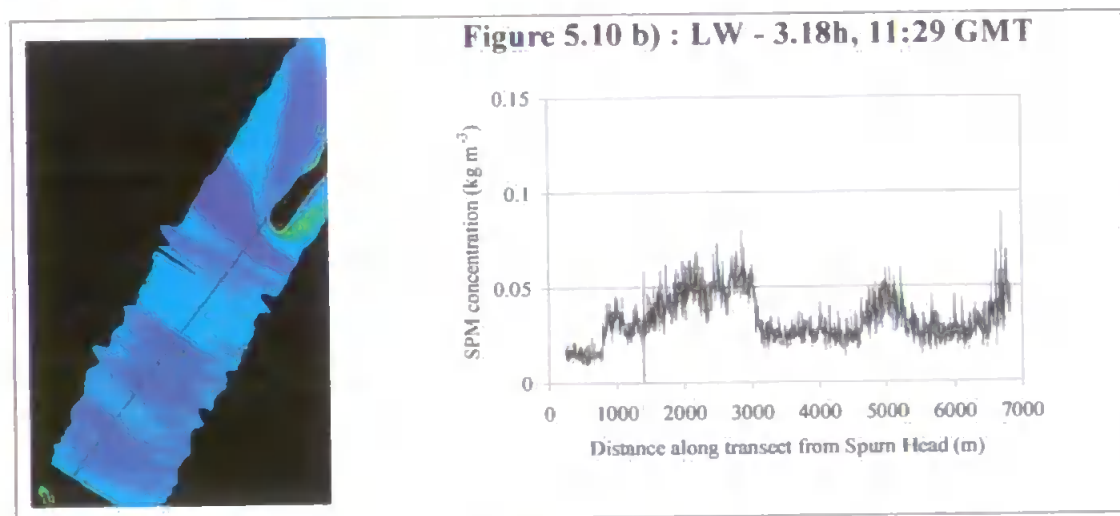 Figure 5.10 b) : LW - 3.18h, 11:29 GMT
0.15
0.1
0.05
0
SPM concentration (kg m⁻³)
0 1000 2000 3000 4000 5000 6000 7000
Distance along transect from Spurn Head (m)